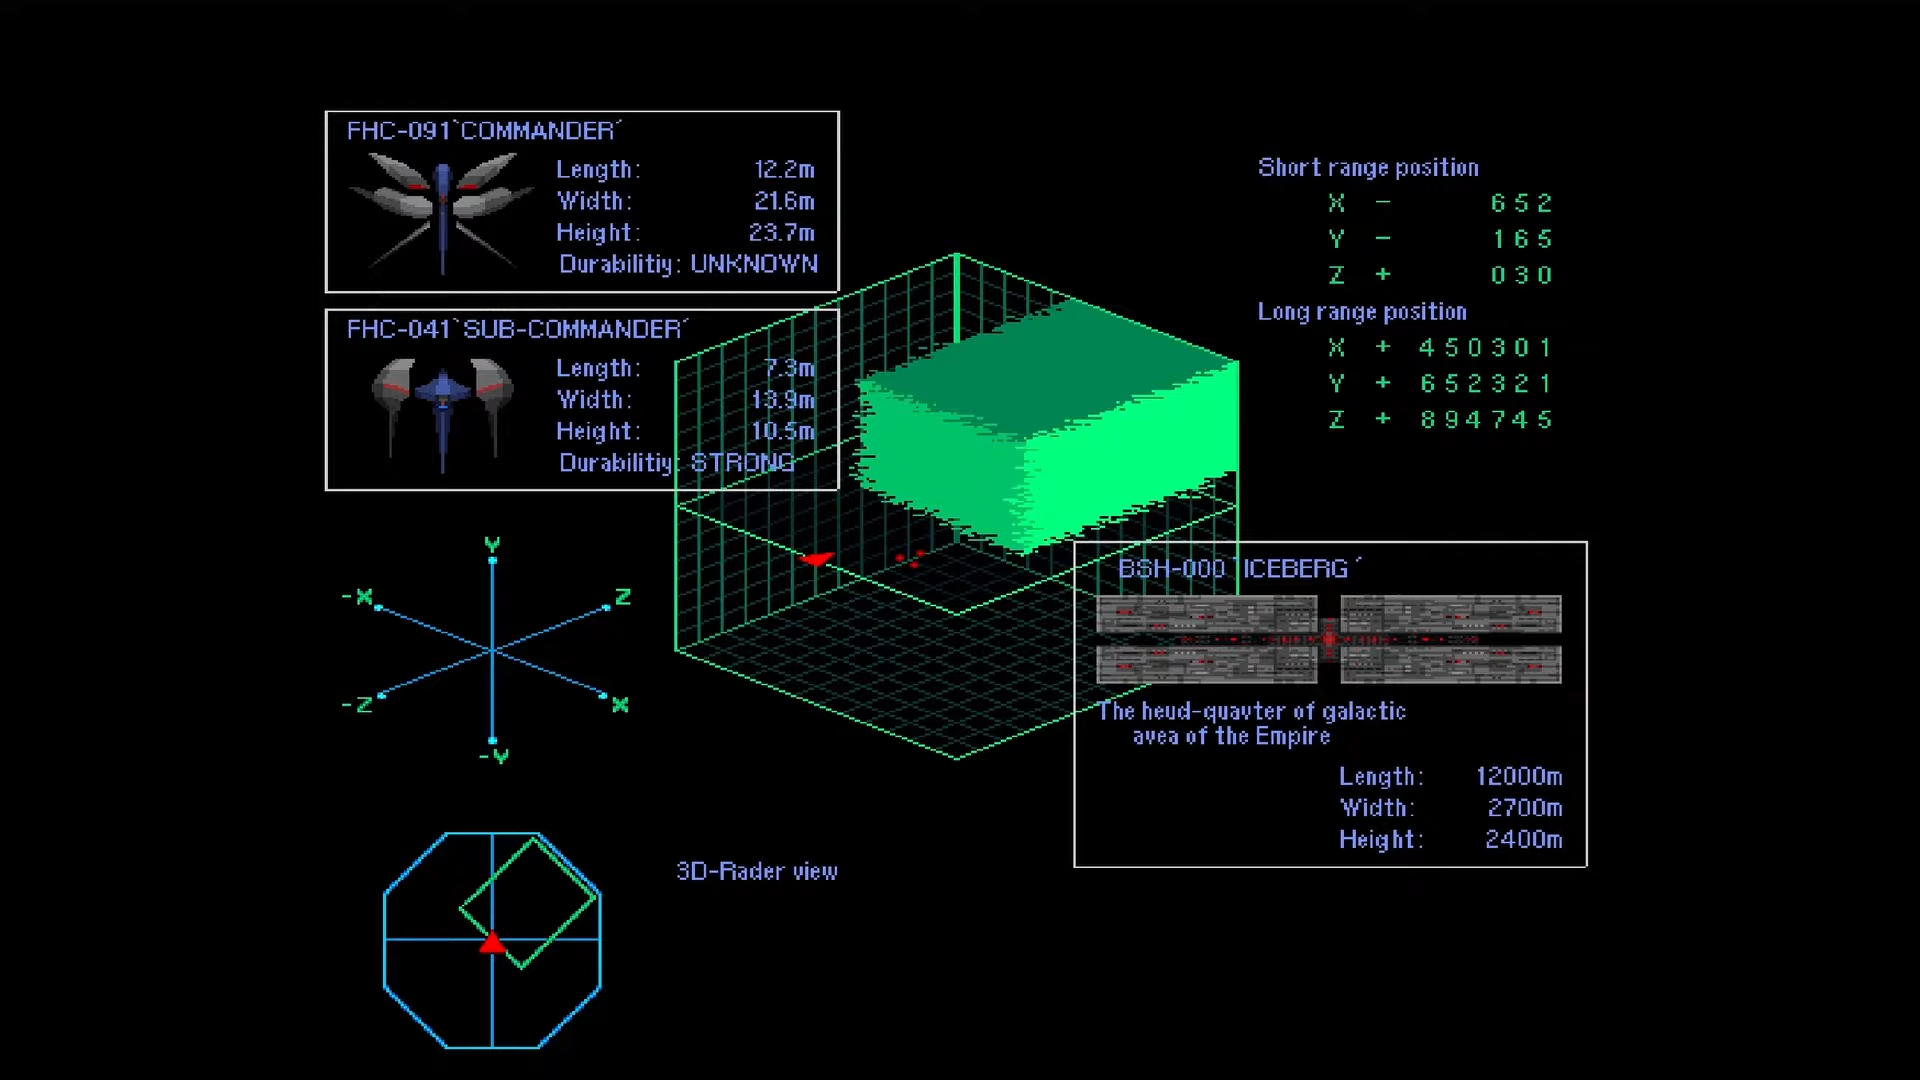 FHC-091`COMMANDER´
Length: 12.2m
Width: 21.6m
Height: 23.7m
Durabilitiy: UNKNOWN
FHC-041`SUB-COMMANDER´
Length: 7.3m
Width: 13.9m
Height: 10.5m
Durabilitiy: STRONG
Short range position
X - 652
Y - 165
Z + 030
Long range position
X + 450301
Y + 652321
Z + 894745
Y
-X Z
-Z X
-Y
BSH-000`ICEBERG´
The heud-quavter of galactic
avea of the Empire
Length: 12000m
Width: 2700m
Height: 2400m
3D-Rader view